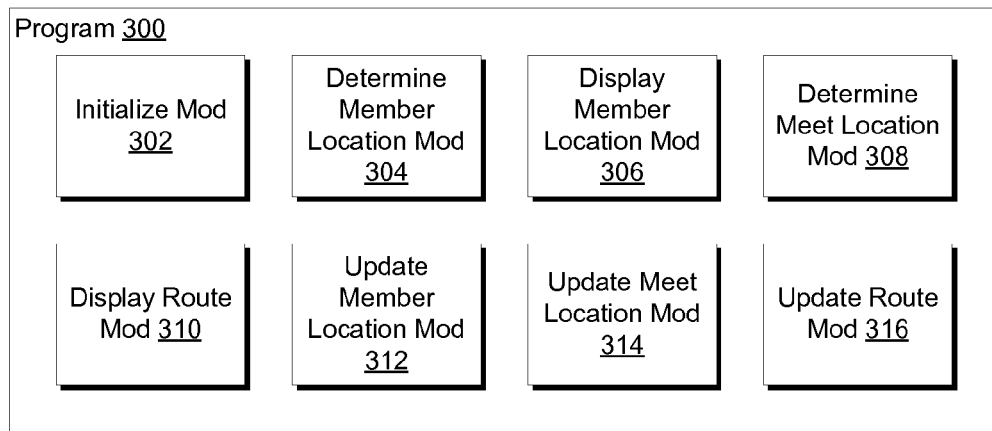 Program 300
Initialize Mod
302
Determine
Member
Location Mod
304
Display
Member
Location Mod
306
Determine
Meet Location
Mod 308
Display Route
Mod 310
Update
Member
Location Mod
312
Update Meet
Location Mod
314
Update Route
Mod 316